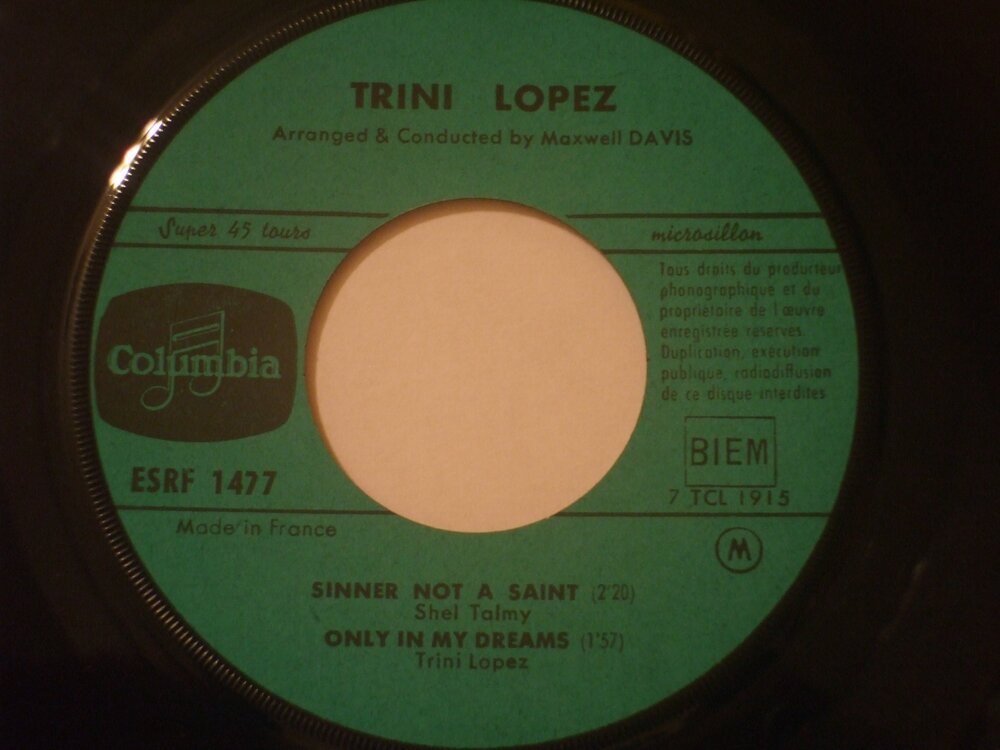 TRINI LOPEZ
Arranged & Conducted by Maxwell DAVIS
Super 45 tours
microsillon
Columbia
Tous droits du producteur
phonographique et du
propriétaire de l'œuvre
enregistrée réservés.
Duplication, exécution
publique, radiodiffusion
de ce disque interdites
BIEM
ESRF 1477
7 TCL 1915
Made in France
M
SINNER NOT A SAINT (2'20)
Shel Talmy
ONLY IN MY DREAMS (1'57)
Trini Lopez